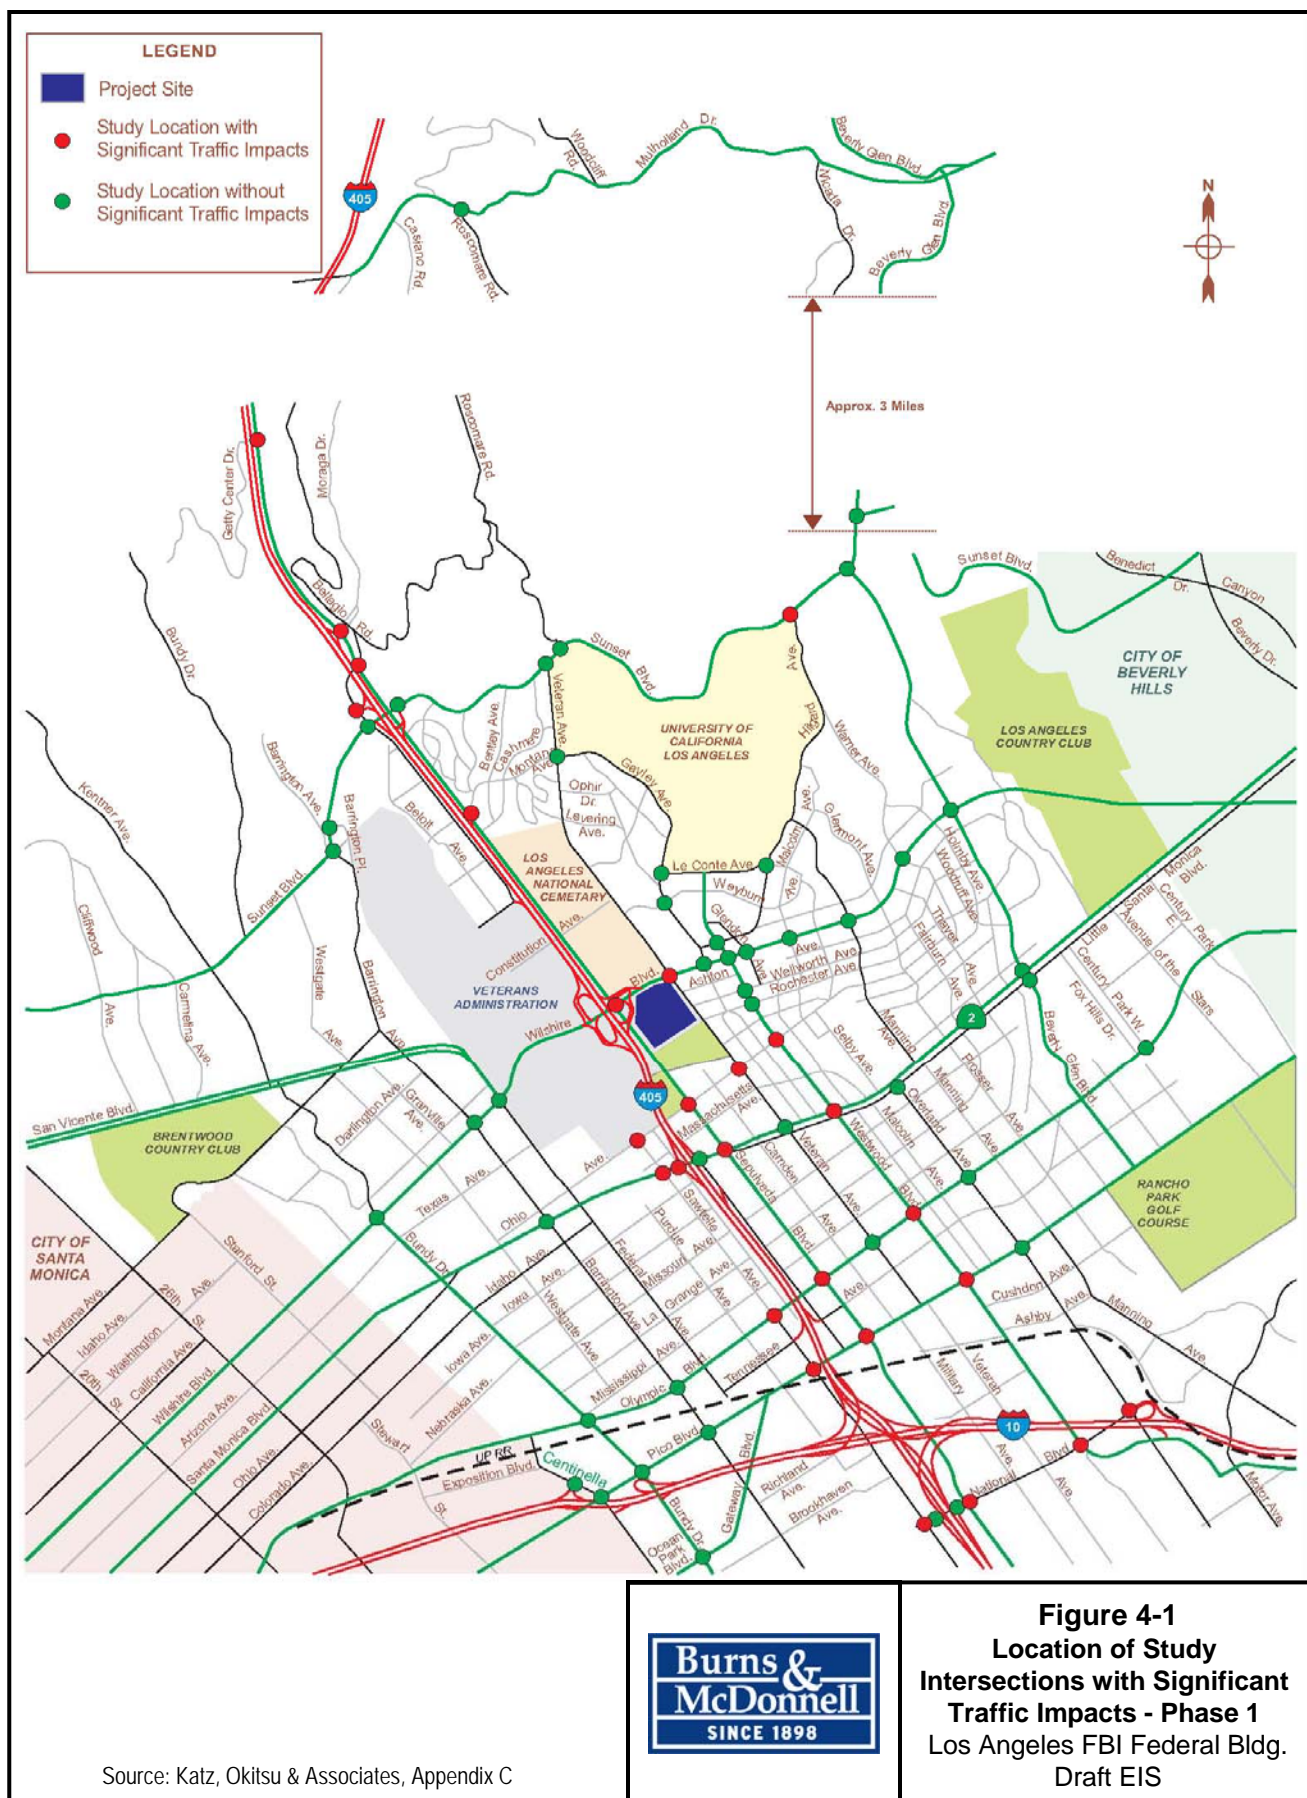 LEGEND
Project Site
Study Location with
Significant Traffic Impacts
Study Location without
Significant Traffic Impacts
405
Woodcliff
Rd.
Mulholland
Dr.
Beverly Glen Blvd.
Nicada
Dr.
Beverly Glen Blvd.
Casiano Rd.
Roscomare Rd.
N
Approx. 3 Miles
Getty Center Dr.
Moraga Dr.
Roscomare Rd.
Bellagio
Rd.
Bundy Dr.
Kentner Ave.
Sunset
Blvd.
Sunset Blvd.
Benedict
Canyon
Dr.
Beverly Dr.
CITY OF
BEVERLY
HILLS
LOS ANGELES
COUNTRY CLUB
UNIVERSITY OF
CALIFORNIA
LOS ANGELES
Hilgard
Ave.
Warner Ave.
Veteran Ave.
Bentley Ave.
Cashmere
Montana
Ave.
Gayley Ave.
Ophir
Dr.
Levering
Ave.
Barrington Ave.
Barrington Pl.
Beloit
Ave.
LOS
ANGELES
NATIONAL
CEMETARY
Le Conte Ave.
Weyburn
Ave.
Malcolm
Ave.
Glenmont Ave.
Holmby Ave.
Woodruff Ave.
Thayer
Ave.
Fairburn
Ave.
Santa Monica
Blvd.
Little
Century Park
E.
Avenue of the
Stars
Century
Park W.
Fox Hills Dr.
Sunset Blvd.
Cliffwood
Ave.
Carmelina Ave.
Westgate
Ave.
Barrington
Ave.
Constitution
Ave.
VETERANS
ADMINISTRATION
Wilshire
Blvd.
Glendon
Ave.
Ashton
Ave.
Wellworth Ave.
Rochester Ave.
2
Selby Ave.
Manning
Ave.
Prosser
Ave.
Manning
Ave.
Beverly
Glen Blvd.
405
San Vicente Blvd.
BRENTWOOD
COUNTRY CLUB
Darlington Ave.
Granville
Ave.
Massachusetts
Ave.
Overland
Ave.
Malcolm
Ave.
Westwood
Blvd.
Veteran
Ave.
Camden
Ave.
Sepulveda
Blvd.
RANCHO
PARK
GOLF
COURSE
Texas
Ave.
Ohio
Ave.
Sawtelle
Purdue
Ave.
Missouri
Ave.
Federal
Barrington Ave.
La Grange Ave.
Idaho Ave.
Iowa Ave.
Westgate Ave.
Bundy Dr.
CITY OF
SANTA
MONICA
Stanford St.
Montana Ave.
Idaho Ave.
26th
St.
20th
St.
Washington
Ave.
California Ave.
Wilshire Blvd.
Arizona Ave.
Santa Monica Blvd.
Ohio Ave.
Colorado Ave.
Stewart
St.
Iowa Ave.
Nebraska Ave.
Mississippi Ave.
Olympic
Blvd.
Tennessee
Ave.
Cushdon
Ave.
Ashby
Ave.
Manning
Ave.
Military
Ave.
Veteran
Ave.
10
UP RR
Exposition Blvd.
Centinella
Pico Blvd.
Gateway
Blvd.
Richland
Ave.
Brookhaven
Ave.
Bundy Dr.
Ocean
Park
Blvd.
National
Blvd.
Motor Ave.
Burns &
McDonnell
SINCE 1898
Figure 4-1
Location of Study
Intersections with Significant
Traffic Impacts - Phase 1
Los Angeles FBI Federal Bldg.
Draft EIS
Source: Katz, Okitsu & Associates, Appendix C